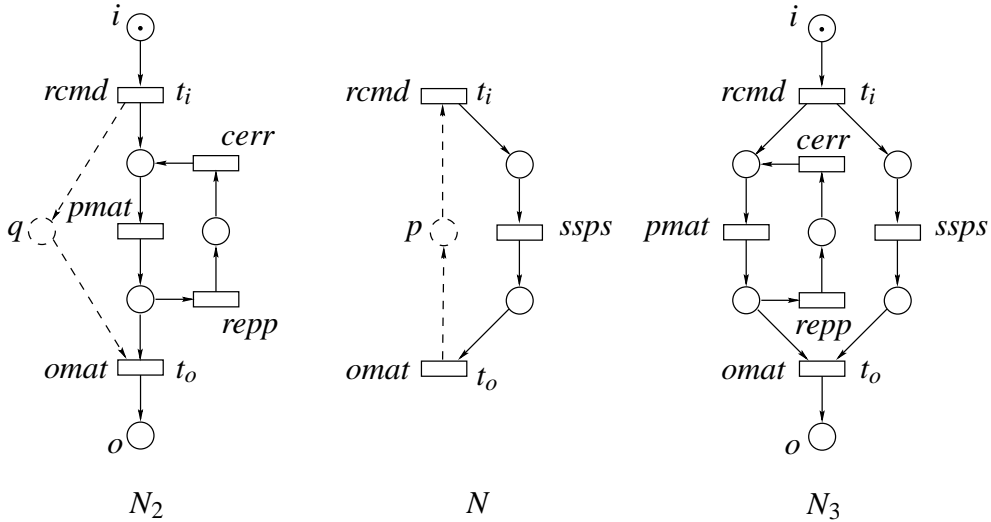 i
rcmd t_i
cerr
pmat
q
repp
omat t_o
o
N_2
rcmd t_i
p
ssps
omat t_o
N
i
rcmd t_i
cerr
pmat ssps
repp
omat t_o
o
N_3